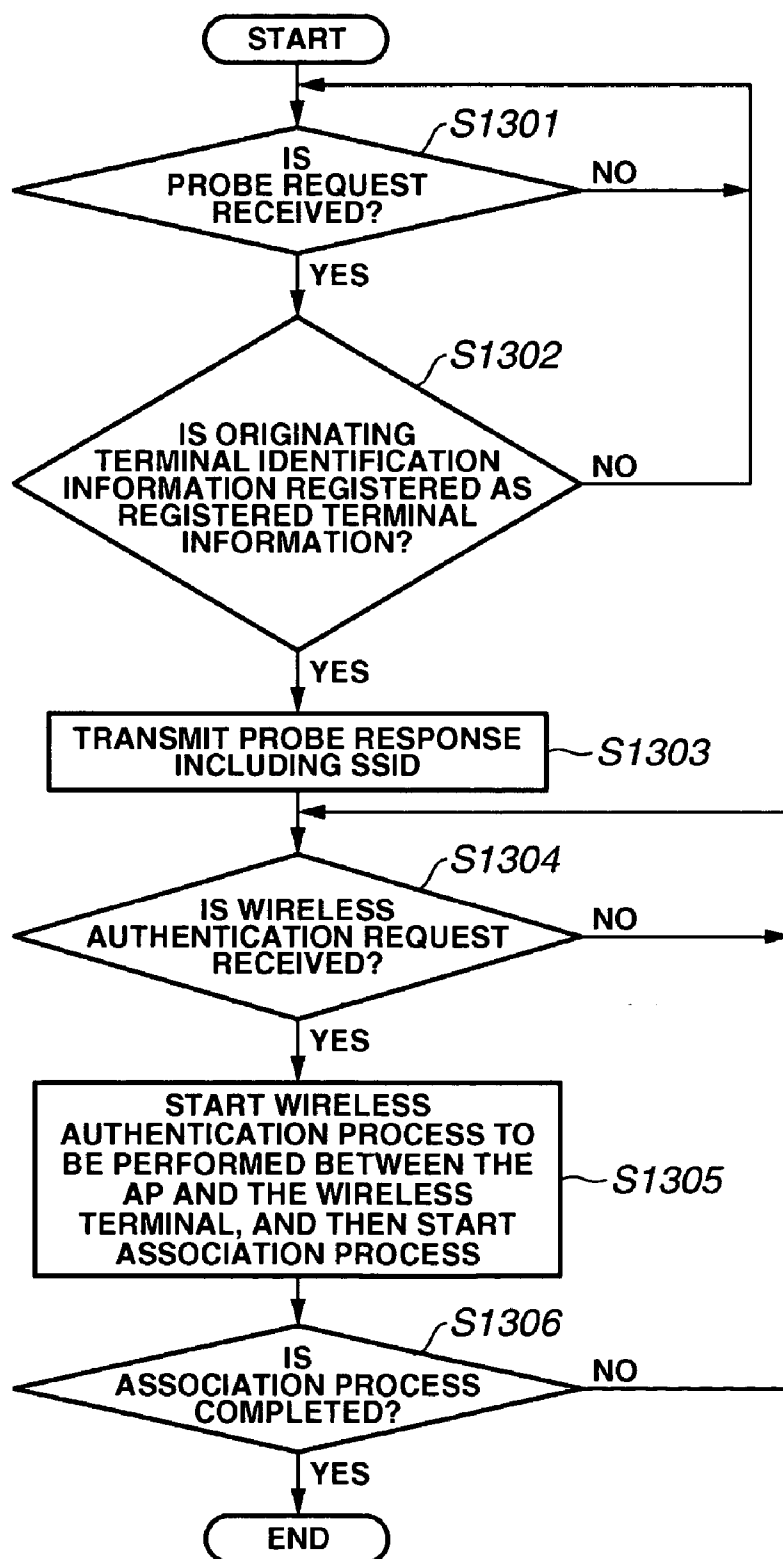 START
S1301
IS
PROBE REQUEST
RECEIVED?
NO
YES
S1302
IS ORIGINATING
TERMINAL IDENTIFICATION
INFORMATION REGISTERED AS
REGISTERED TERMINAL
INFORMATION?
NO
YES
TRANSMIT PROBE RESPONSE
INCLUDING SSID
S1303
S1304
IS WIRELESS
AUTHENTICATION REQUEST
RECEIVED?
NO
YES
START WIRELESS
AUTHENTICATION PROCESS TO
BE PERFORMED BETWEEN THE
AP AND THE WIRELESS
TERMINAL, AND THEN START
ASSOCIATION PROCESS
S1305
S1306
IS
ASSOCIATION PROCESS
COMPLETED?
NO
YES
END